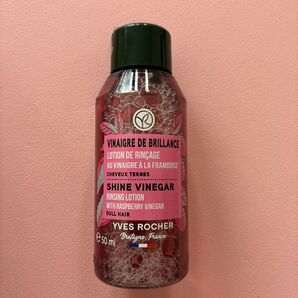 VINAIGRE DE BRILLANCE
LOTION DE RINÇAGE
AU VINAIGRE À LA FRAMBOISE
CHEVEUX TERNES
SHINE VINEGAR
RINSING LOTION
WITH RASPBERRY VINEGAR
DULL HAIR
YVES ROCHER
Bretagne, France
e 50 ml